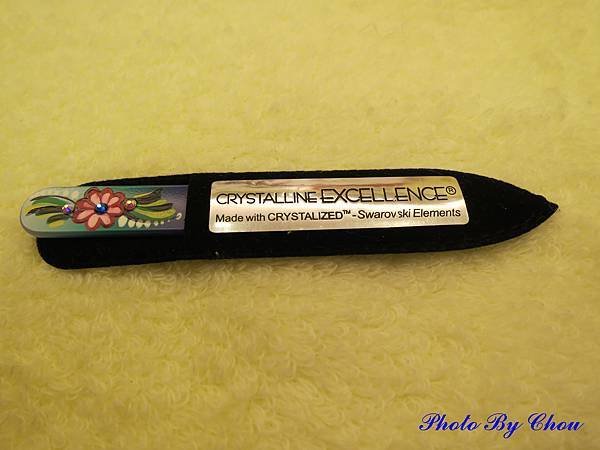 CRYSTALLINE EXCELLENCE®
Made with CRYSTALIZED™-Swarovski Elements
Photo By Chou